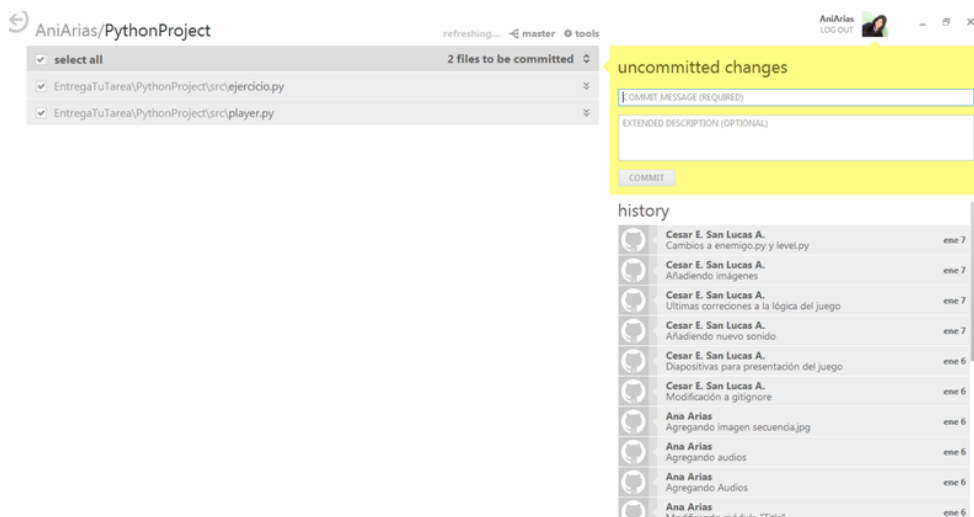 AniArias/PythonProject
refreshing... master tools
AniArias
LOG OUT
select all 2 files to be committed
EntregaTuTarea\PythonProject\src\ejercicio.py
EntregaTuTarea\PythonProject\src\player.py
uncommitted changes
COMMIT MESSAGE (REQUIRED)
EXTENDED DESCRIPTION (OPTIONAL)
COMMIT
history
Cesar E. San Lucas A.
Cambios a enemigo.py y level.py ene 7
Cesar E. San Lucas A.
Añadiendo imágenes ene 7
Cesar E. San Lucas A.
Ultimas correciones a la lógica del juego ene 7
Cesar E. San Lucas A.
Añadiendo nuevo sonido ene 7
Cesar E. San Lucas A.
Diapositivas para presentación del juego ene 6
Cesar E. San Lucas A.
Modificación a gitignore ene 6
Ana Arias
Agregando imagen secuencia.jpg ene 6
Ana Arias
Agregando audios ene 6
Ana Arias
Agregando Audios ene 6
Ana Arias
Modificando módulo "Title" ene 6